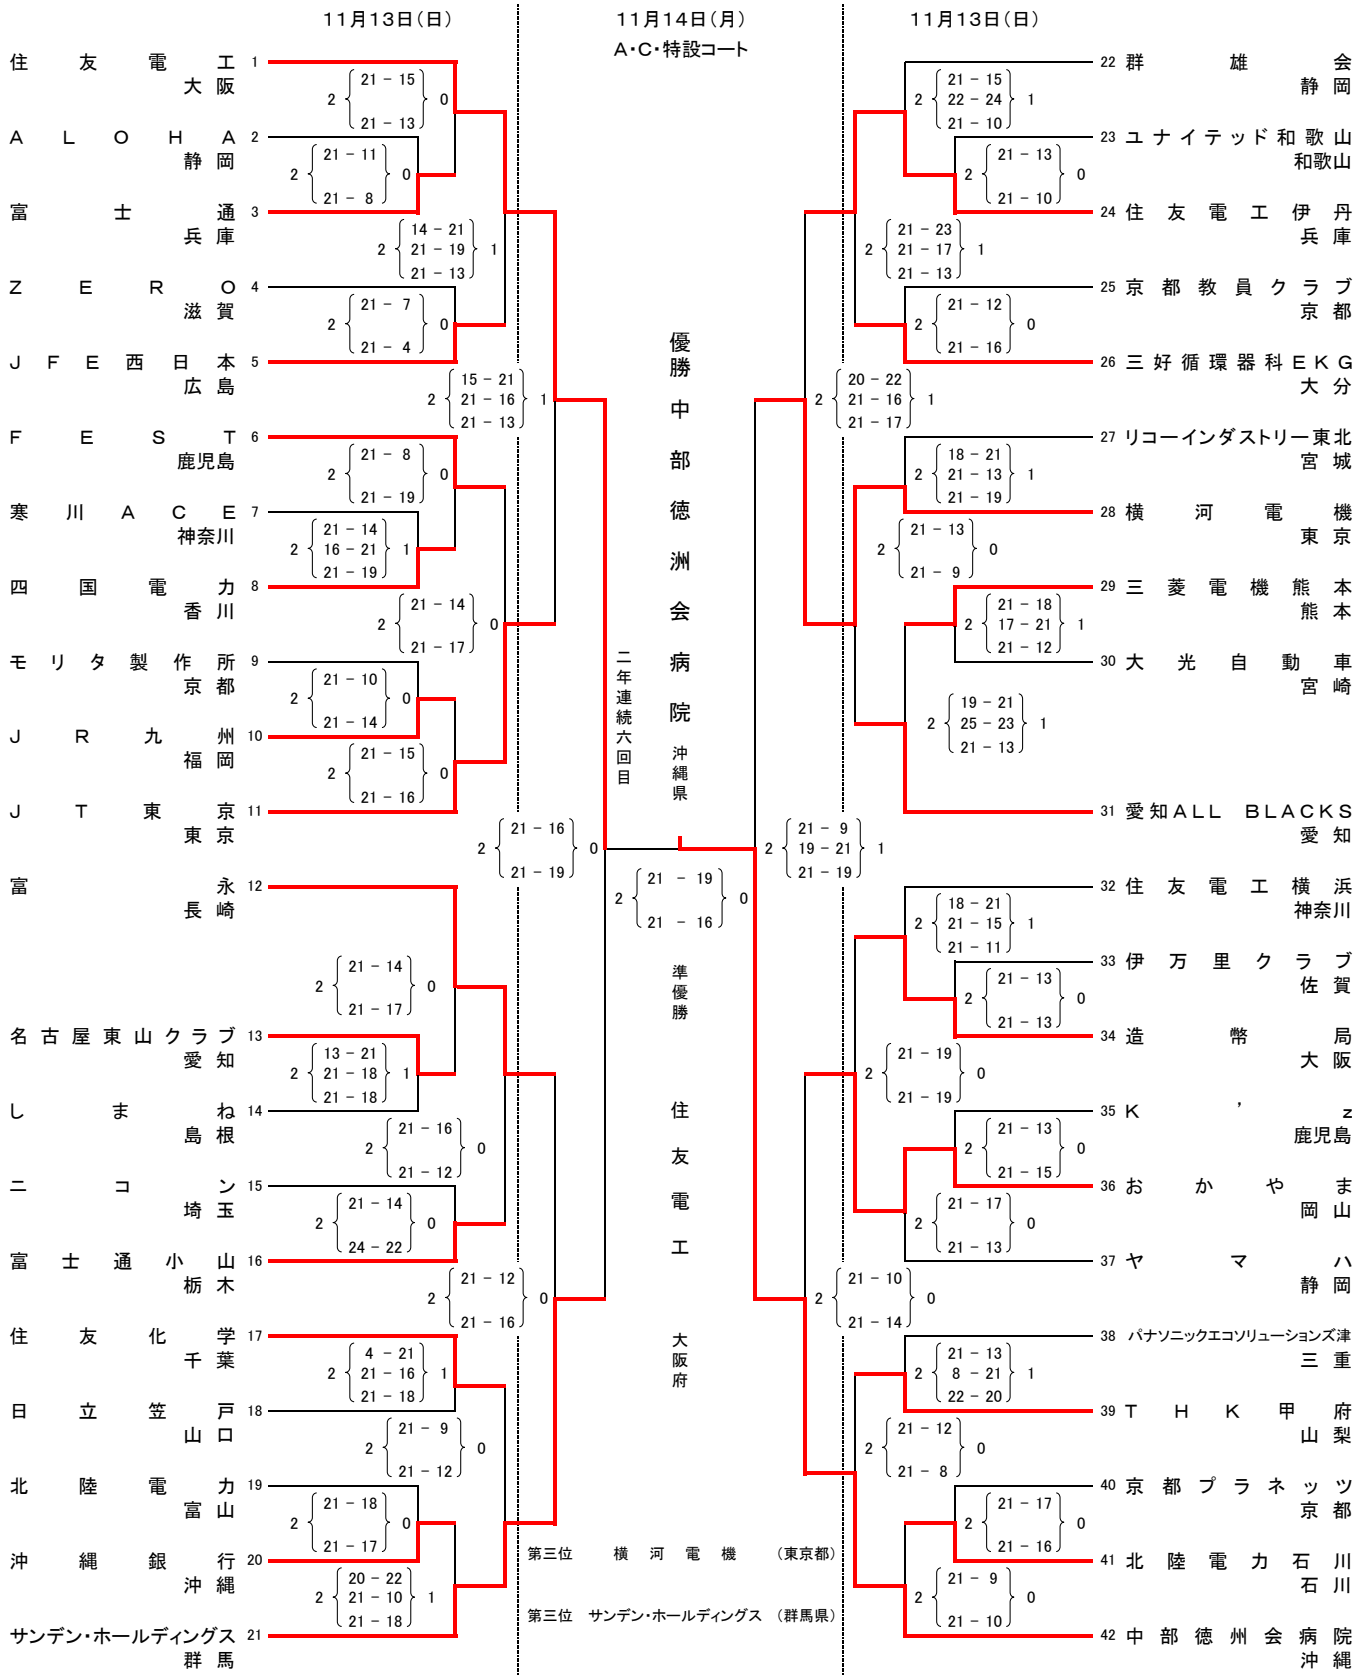 11月13日(日)
11月14日(月)
A・C・特設コート
11月13日(日)
住友電工 1
大阪
ALOHA 2
静岡
富士通 3
兵庫
ZERO 4
滋賀
JFE西日本 5
広島
FEST 6
鹿児島
寒川ACE 7
神奈川
四国電力 8
香川
モリタ製作所 9
京都
JR九州 10
福岡
JT東京 11
東京
富永 12
長崎
名古屋東山クラブ 13
愛知
しまね 14
島根
ニコン 15
埼玉
富士通小山 16
栃木
住友化学 17
千葉
日立笠戸 18
山口
北陸電力 19
富山
沖縄銀行 20
沖縄
サンデン・ホールディングス 21
群馬
21 - 15
2 0
21 - 13
21 - 11
2 0
21 - 8
14 - 21
2 21 - 19 1
21 - 13
21 - 7
2 0
21 - 4
15 - 21
2 21 - 16 1
21 - 13
21 - 8
2 0
21 - 19
21 - 14
2 16 - 21 1
21 - 19
21 - 14
2 0
21 - 17
21 - 10
2 0
21 - 14
21 - 15
2 0
21 - 16
21 - 16
2 0
21 - 19
21 - 14
2 0
21 - 17
13 - 21
2 21 - 18 1
21 - 18
21 - 16
2 0
21 - 12
21 - 14
2 0
24 - 22
21 - 12
2 0
21 - 16
4 - 21
2 21 - 16 1
21 - 18
21 - 9
2 0
21 - 12
21 - 18
2 0
21 - 17
20 - 22
2 21 - 10 1
21 - 18
優勝 中部徳洲会病院 沖縄県
二年連続六回目
21 - 19
2 0
21 - 16
準優勝 住友電工 大阪府
第三位 横河電機 (東京都)
第三位 サンデン・ホールディングス (群馬県)
21 - 15
2 22 - 24 1
21 - 10
21 - 13
2 0
21 - 10
21 - 23
2 21 - 17 1
21 - 13
21 - 12
2 0
21 - 16
20 - 22
2 21 - 16 1
21 - 17
18 - 21
2 21 - 13 1
21 - 19
21 - 13
2 0
21 - 9
21 - 18
2 17 - 21 1
21 - 12
19 - 21
2 25 - 23 1
21 - 13
21 - 9
2 19 - 21 1
21 - 19
18 - 21
2 21 - 15 1
21 - 11
21 - 13
2 0
21 - 13
21 - 19
2 0
21 - 19
21 - 13
2 0
21 - 15
21 - 17
2 0
21 - 13
21 - 10
2 0
21 - 14
21 - 13
2 8 - 21 1
22 - 20
21 - 12
2 0
21 - 8
21 - 17
2 0
21 - 16
21 - 9
2 0
21 - 10
22 群雄会
静岡
23 ユナイテッド和歌山
和歌山
24 住友電工伊丹
兵庫
25 京都教員クラブ
京都
26 三好循環器科EKG
大分
27 リコーインダストリー東北
宮城
28 横河電機
東京
29 三菱電機熊本
熊本
30 大光自動車
宮崎
31 愛知ALL BLACKS
愛知
32 住友電工横浜
神奈川
33 伊万里クラブ
佐賀
34 造幣局
大阪
35 K’z
鹿児島
36 おかやま
岡山
37 ヤマハ
静岡
38 パナソニックエコソリューションズ津
三重
39 THK甲府
山梨
40 京都プラネッツ
京都
41 北陸電力石川
石川
42 中部徳州会病院
沖縄